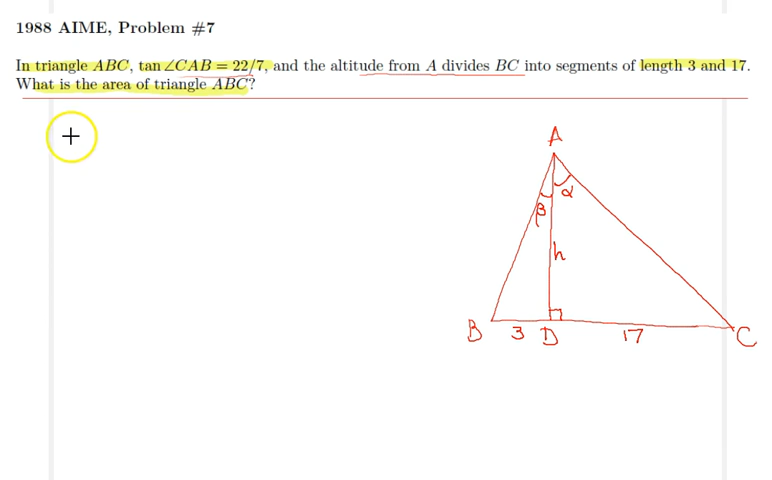 1988 AIME, Problem #7
In triangle ABC, tan ∠CAB = 22/7, and the altitude from A divides BC into segments of length 3 and 17.
What is the area of triangle ABC?
A
β α
h
B 3 D 17 C